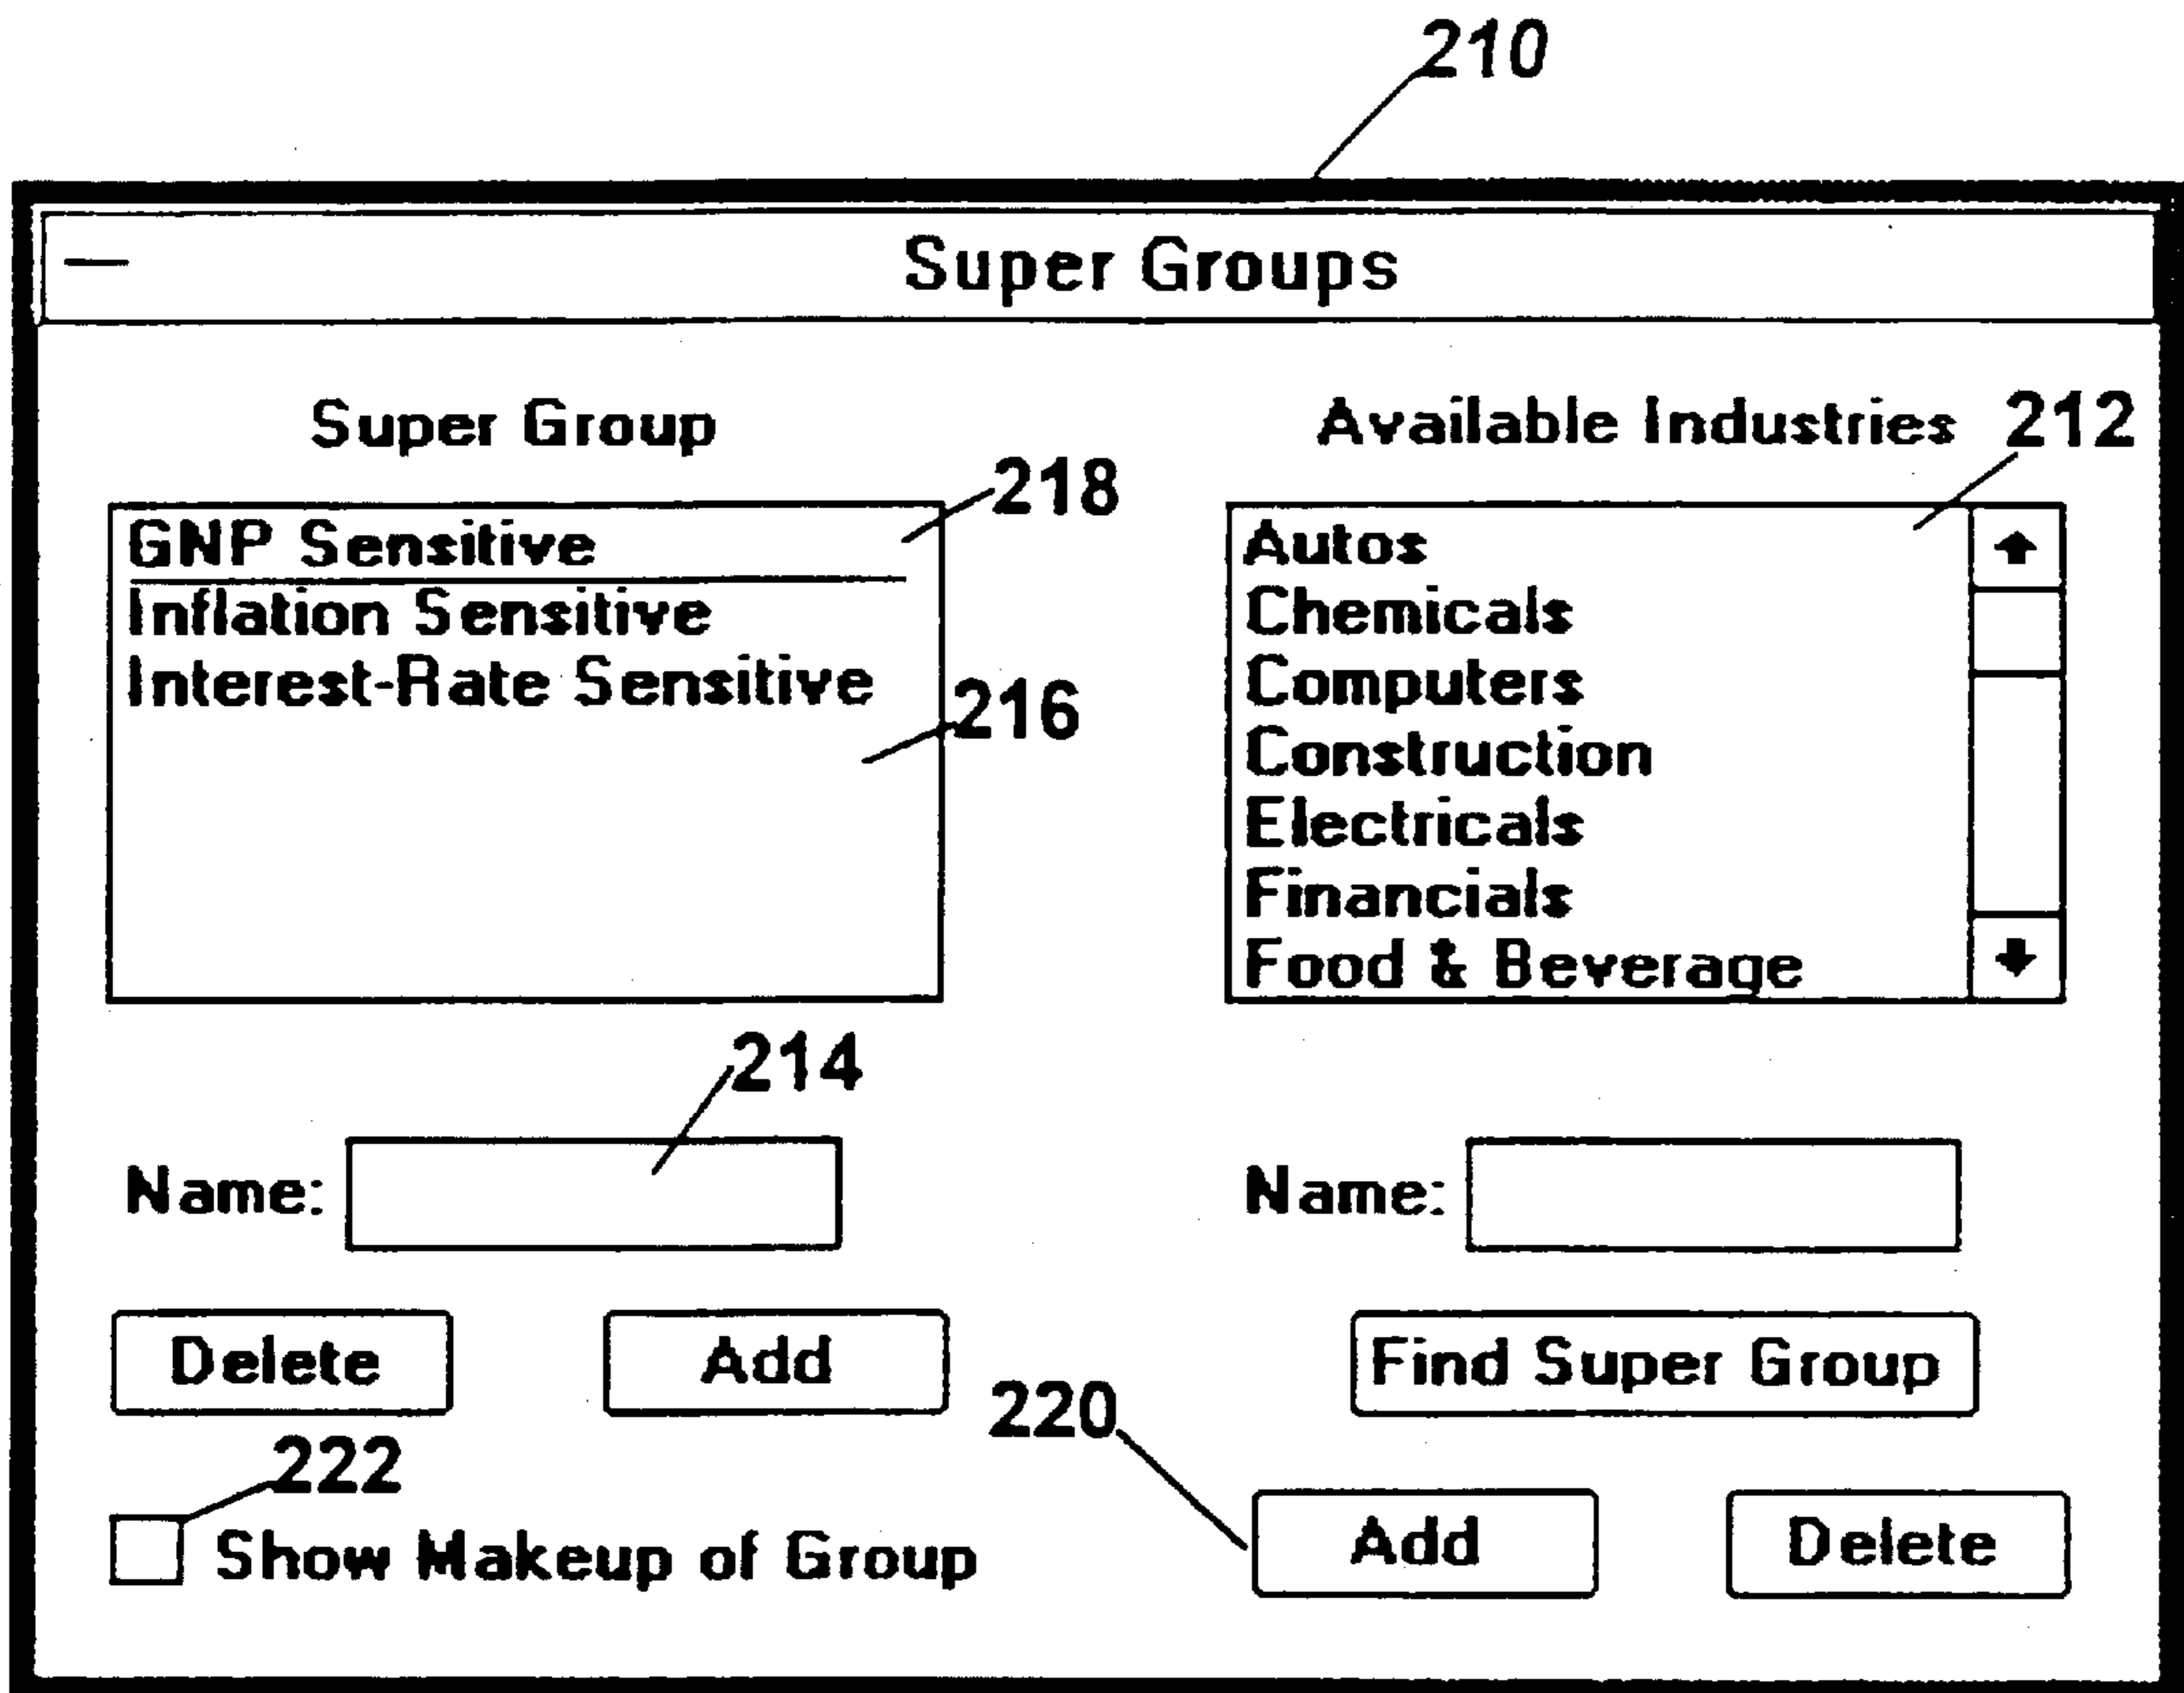 210
Super Groups
Super Group
Available Industries 212
218
GNP Sensitive
Inflation Sensitive
Interest-Rate Sensitive
216
Autos
Chemicals
Computers
Construction
Electricals
Financials
Food & Beverage
214
Name:
Name:
Delete
Add
Find Super Group
220
222
Show Makeup of Group
Add
Delete